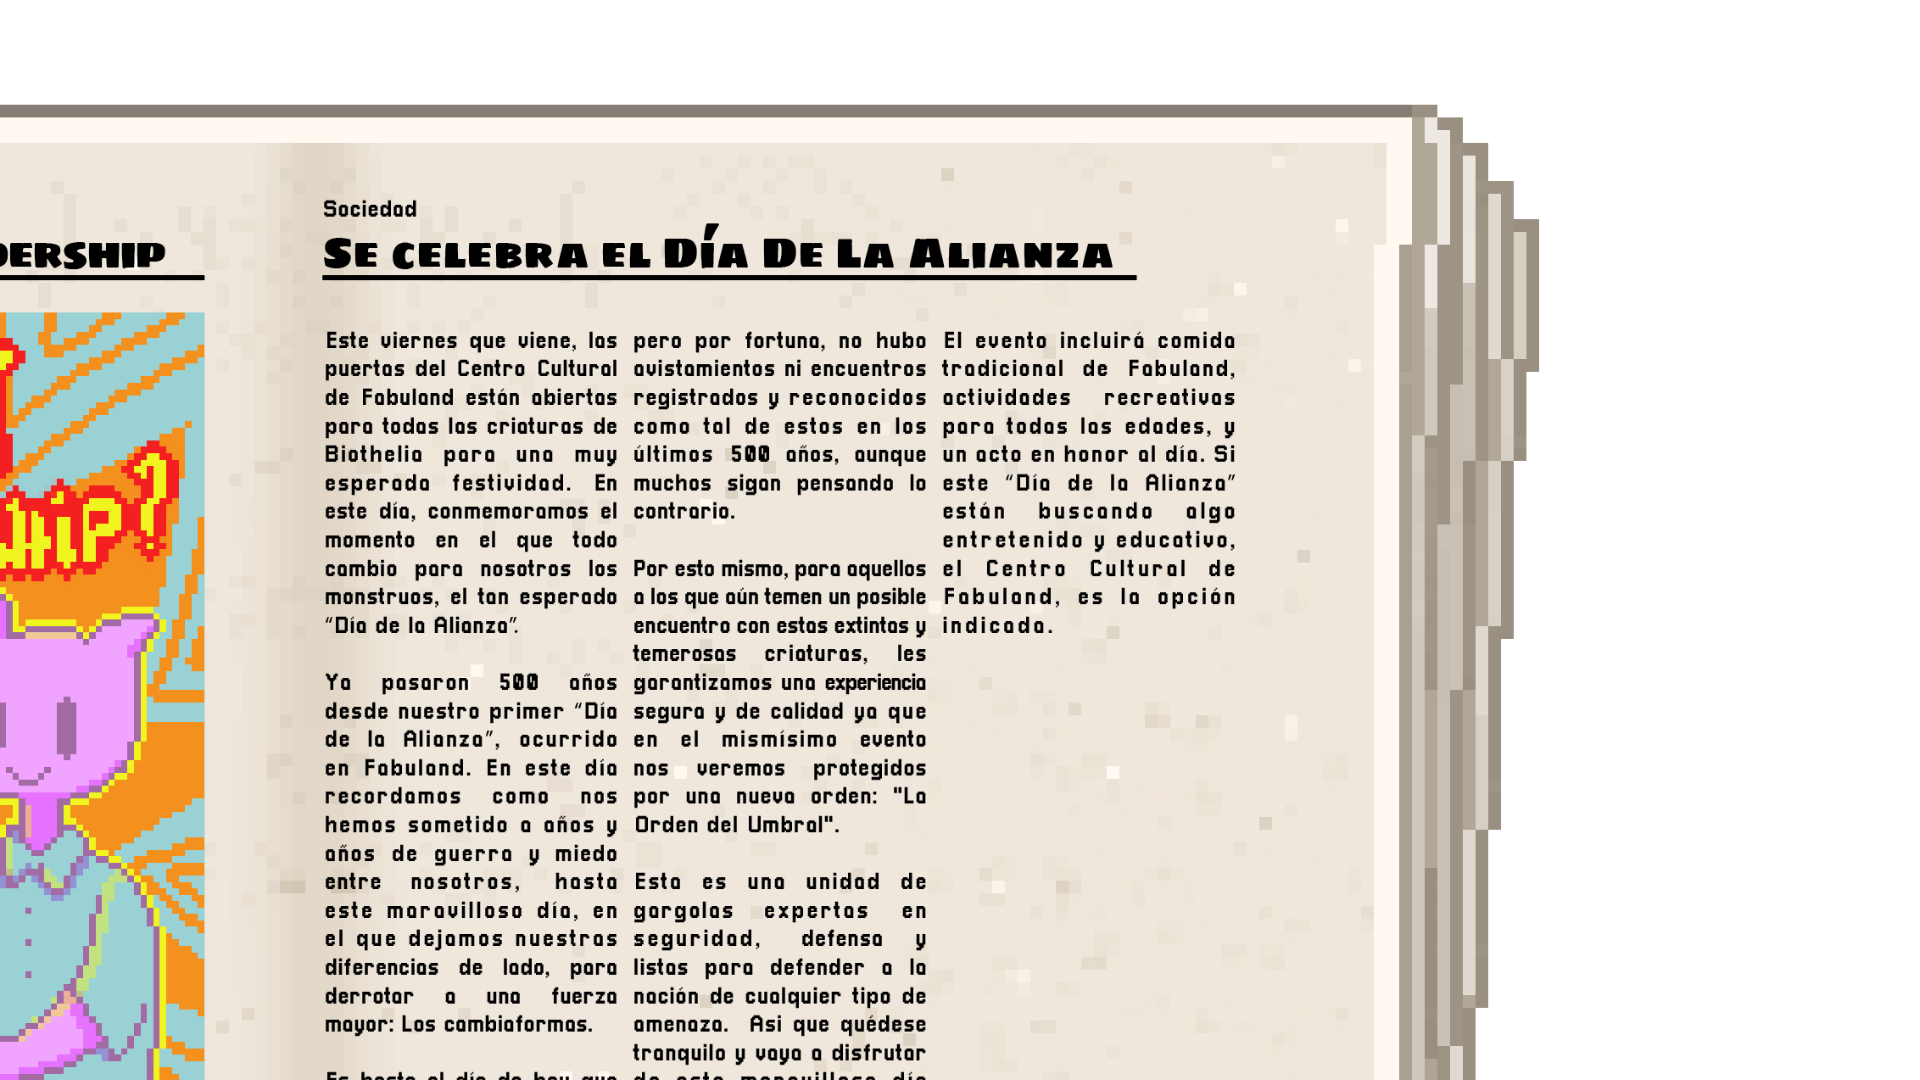 DERSHIP
HIP!
Sociedad
Se celebra el Día De La Alianza
Este viernes que viene, las
puertas del Centro Cultural
de Fabuland están abiertas
para todas las criaturas de
Biothelia para una muy
esperada festividad. En
este día, conmemoramos el
momento en el que todo
cambio para nosotros los
monstruos, el tan esperado
“Día de la Alianza”.
Ya pasaron 500 años
desde nuestro primer “Día
de la Alianza”, ocurrido
en Fabuland. En este día
recordamos como nos
hemos sometido a años y
años de guerra y miedo
entre nosotros, hasta
este maravilloso día, en
el que dejamos nuestras
diferencias de lado, para
derrotar a una fuerza
mayor: Los cambiaformas.
Es hasta el día de hoy que
pero por fortuna, no hubo
avistamientos ni encuentros
registrados y reconocidos
como tal de estos en los
últimos 500 años, aunque
muchos sigan pensando lo
contrario.
Por esto mismo, para aquellos
a los que aún temen un posible
encuentro con estas extintas y
temerosas criaturas, les
garantizamos una experiencia
segura y de calidad ya que
en el mismísimo evento
nos veremos protegidos
por una nueva orden: "La
Orden del Umbral".
Esta es una unidad de
gargolas expertas en
seguridad, defensa y
listas para defender a la
nación de cualquier tipo de
amenaza. Asi que quédese
tranquilo y vaya a disfrutar
de este maravilloso día
El evento incluirá comida
tradicional de Fabuland,
actividades recreativas
para todas las edades, y
un acto en honor al día. Si
este “Día de la Alianza”
están buscando algo
entretenido y educativo,
el Centro Cultural de
Fabuland, es la opción
indicada.